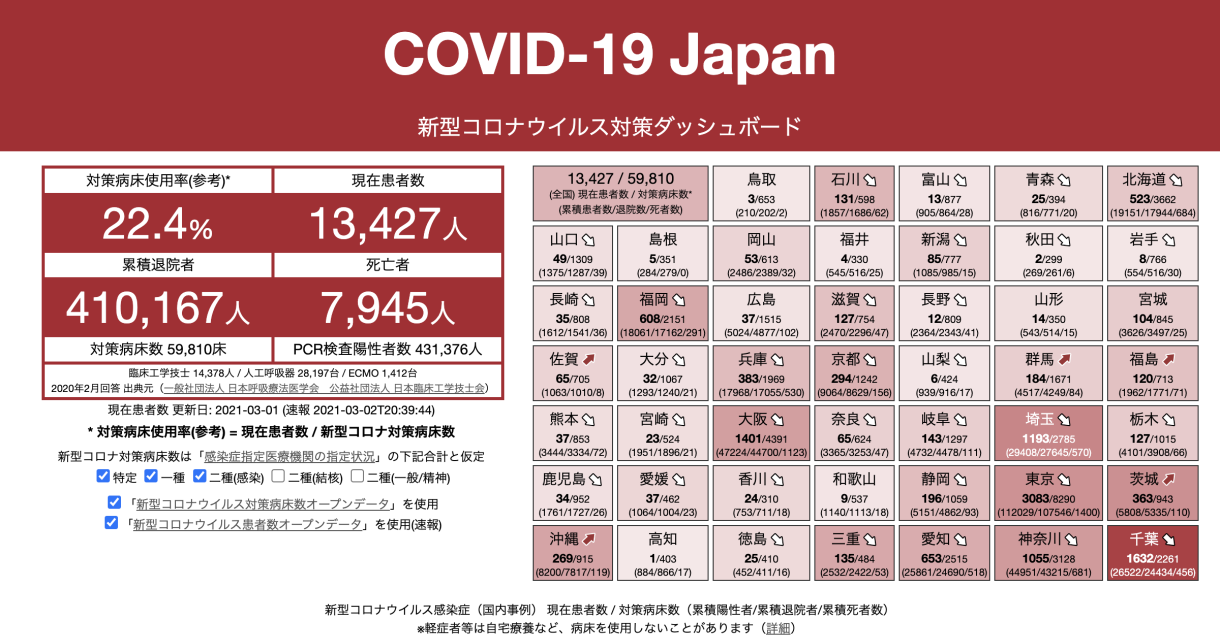 COVID-19 Japan
新型コロナウイルス対策ダッシュボード
対策病床使用率(参考)*
現在患者数
22.4%
13,427人
累積退院者
死亡者
410,167人
7,945人
対策病床数 59,810床
PCR検査陽性者数 431,376人
臨床工学技士 14,378人 / 人工呼吸器 28,197台 / ECMO 1,412台
2020年2月回答 出典元（一般社団法人 日本呼吸療法医学会　公益社団法人 日本臨床工学技士会）
現在患者数 更新日: 2021-03-01 (速報 2021-03-02T20:39:44)
* 対策病床使用率(参考) = 現在患者数 / 新型コロナ対策病床数
新型コロナ対策病床数は「感染症指定医療機関の指定状況」の下記合計と仮定
特定 一種 二種(感染) 二種(結核) 二種(一般/精神)
「新型コロナウイルス対策病床数オープンデータ」を使用
「新型コロナウイルス患者数オープンデータ」を使用(速報)
13,427 / 59,810
(全国) 現在患者数 / 対策病床数*
(累積患者数/退院数/死者数)
鳥取
3/653
(210/202/2)
石川
131/598
(1857/1686/62)
富山
13/877
(905/864/28)
青森
25/394
(816/771/20)
北海道
523/3662
(19151/17944/684)
山口
49/1309
(1375/1287/39)
島根
5/351
(284/279/0)
岡山
53/613
(2486/2389/32)
福井
4/330
(545/516/25)
新潟
85/777
(1085/985/15)
秋田
2/299
(269/261/6)
岩手
8/766
(554/516/30)
長崎
35/808
(1612/1541/36)
福岡
608/2151
(18061/17162/291)
広島
37/1515
(5024/4877/102)
滋賀
127/754
(2470/2296/47)
長野
12/809
(2364/2343/41)
山形
14/350
(543/514/15)
宮城
104/845
(3626/3497/25)
佐賀
65/705
(1063/1010/8)
大分
32/1067
(1293/1240/21)
兵庫
383/1969
(17968/17055/530)
京都
294/1242
(9064/8629/156)
山梨
6/424
(939/916/17)
群馬
184/1671
(4517/4249/84)
福島
120/713
(1962/1771/71)
熊本
37/853
(3444/3334/72)
宮崎
23/524
(1951/1896/21)
大阪
1401/4391
(47224/44700/1123)
奈良
65/624
(3365/3253/47)
岐阜
143/1297
(4732/4478/111)
埼玉
1193/2785
(29408/27645/570)
栃木
127/1015
(4101/3908/66)
鹿児島
34/952
(1761/1727/26)
愛媛
37/462
(1064/1004/23)
香川
24/310
(753/711/18)
和歌山
9/537
(1140/1113/18)
静岡
196/1059
(5151/4862/93)
東京
3083/8290
(112029/107546/1400)
茨城
363/943
(5808/5335/110)
沖縄
269/915
(8200/7817/119)
高知
1/403
(884/866/17)
徳島
25/410
(452/411/16)
三重
135/484
(2532/2422/53)
愛知
653/2515
(25861/24690/518)
神奈川
1055/3128
(44951/43215/681)
千葉
1632/2261
(26522/24434/456)
新型コロナウイルス感染症（国内事例） 現在患者数 / 対策病床数（累積陽性者/累積退院者/累積死者数）
※軽症者等は自宅療養など、病床を使用しないことがあります（詳細）